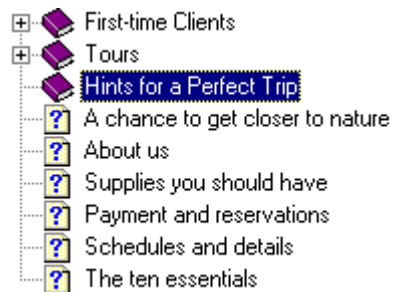 First-time Clients
Tours
Hints for a Perfect Trip
A chance to get closer to nature
About us
Supplies you should have
Payment and reservations
Schedules and details
The ten essentials